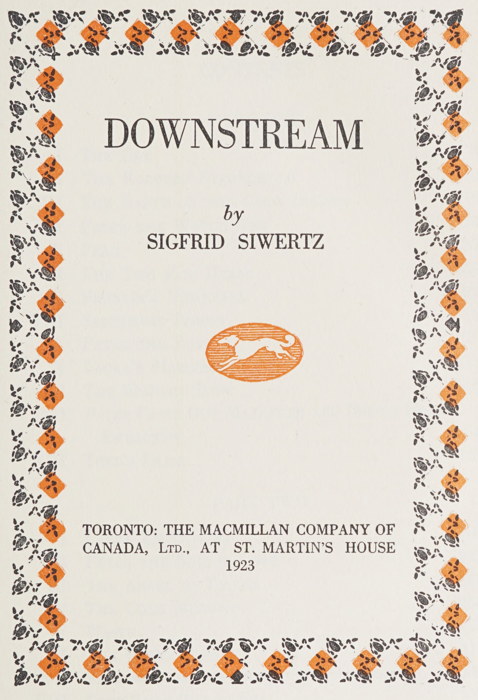 DOWNSTREAM
by
SIGFRID SIWERTZ
TORONTO: THE MACMILLAN COMPANY OF
CANADA, LTD., AT ST. MARTIN'S HOUSE
1923